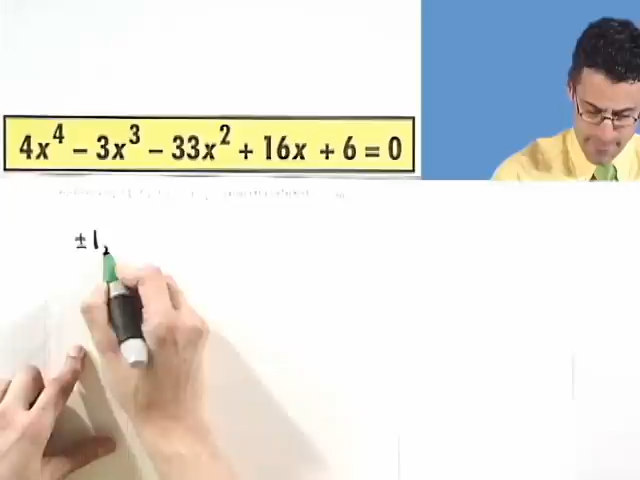 4x⁴ − 3x³ − 33x² + 16x + 6 = 0
±1,